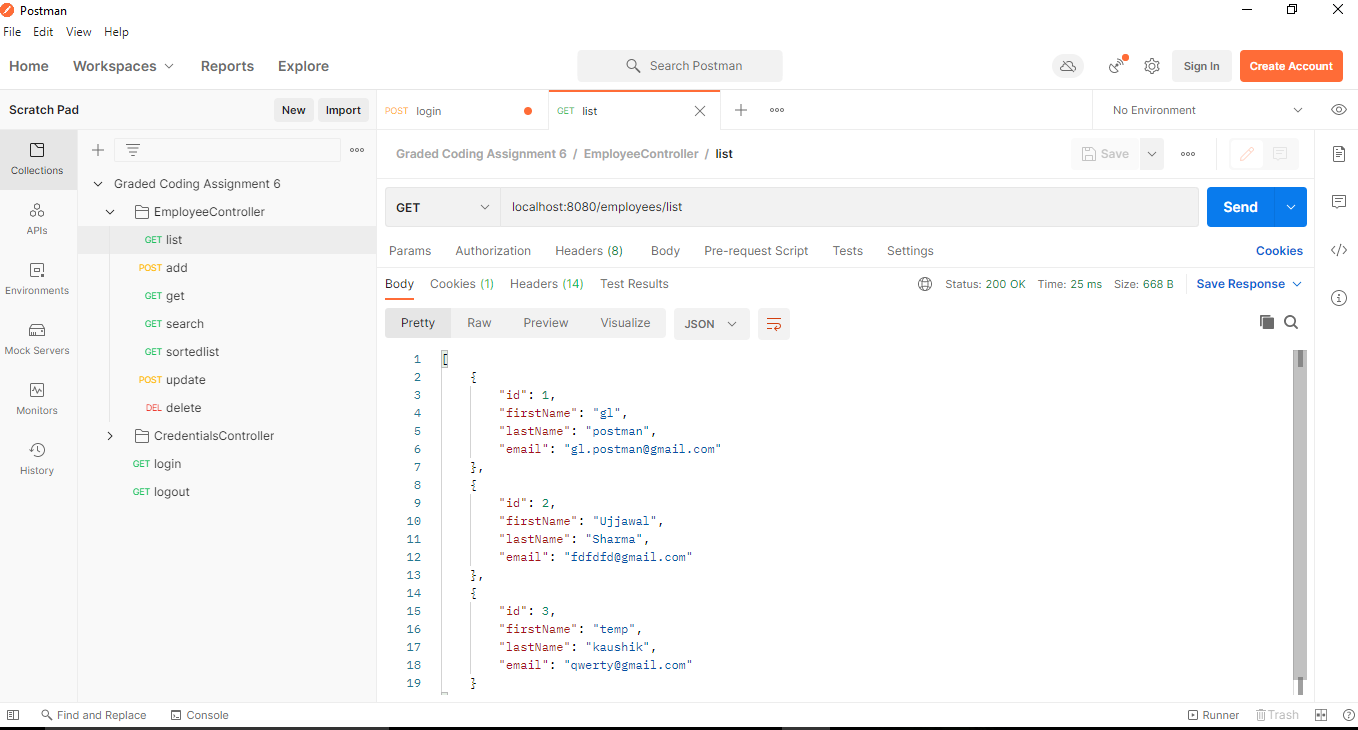 Postman
File Edit View Help
Home Workspaces Reports Explore Search Postman Sign In Create Account
Scratch Pad New Import POST login GET list No Environment
Collections
APIs
Environments
Mock Servers
Monitors
History
Graded Coding Assignment 6
EmployeeController
GET list
POST add
GET get
GET search
GET sortedlist
POST update
DEL delete
CredentialsController
GET login
GET logout
Graded Coding Assignment 6 / EmployeeController / list Save
GET localhost:8080/employees/list Send
Params Authorization Headers (8) Body Pre-request Script Tests Settings Cookies
Body Cookies (1) Headers (14) Test Results Status: 200 OK Time: 25 ms Size: 668 B Save Response
Pretty Raw Preview Visualize JSON
1 [
2 {
3 "id": 1,
4 "firstName": "gl",
5 "lastName": "postman",
6 "email": "gl.postman@gmail.com"
7 },
8 {
9 "id": 2,
10 "firstName": "Ujjawal",
11 "lastName": "Sharma",
12 "email": "fdfdfd@gmail.com"
13 },
14 {
15 "id": 3,
16 "firstName": "temp",
17 "lastName": "kaushik",
18 "email": "qwerty@gmail.com"
19 }
Find and Replace Console Runner Trash